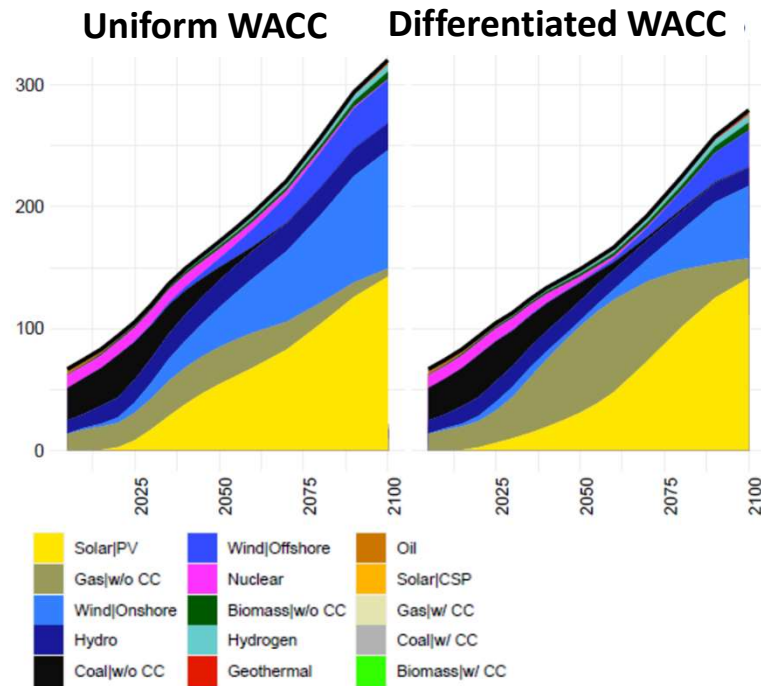 Uniform WACC
Differentiated WACC
300
200
100
0
2025
2050
2075
2100
2025
2050
2075
2100
Solar|PV
Gas|w/o CC
Wind|Onshore
Hydro
Coal|w/o CC
Wind|Offshore
Nuclear
Biomass|w/o CC
Hydrogen
Geothermal
Oil
Solar|CSP
Gas|w/ CC
Coal|w/ CC
Biomass|w/ CC